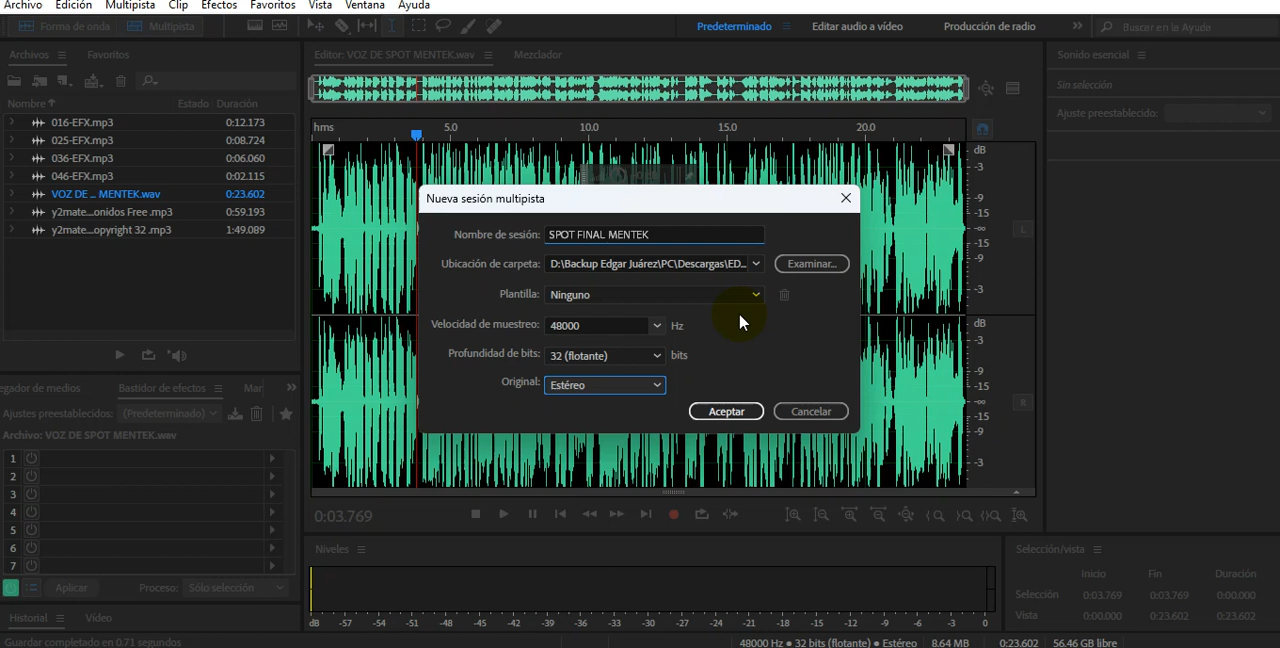 Archivo Edición Multipista Clip Efectos Favoritos Vista Ventana Ayuda
Forma de onda Multipista Predeterminado Editar audio a vídeo Producción de radio Buscar en la Ayuda
Archivos Favoritos Editor: VOZ DE SPOT MENTEK.wav Mezclador Sonido esencial
Sin selección
Nombre Estado Duración Ajuste preestablecido:
016-EFX.mp3 0:12.173 hms 5.0 10.0 15.0 20.0
025-EFX.mp3 0:08.724 dB
036-EFX.mp3 0:06.060 -3
046-EFX.mp3 0:02.115
VOZ DE ... MENTEK.wav 0:23.602 -9
y2mate...onidos Free .mp3 0:59.193 -15
y2mate...opyright 32 .mp3 1:49.089 -∞ L
-15
-9
-3
Nueva sesión multipista
Nombre de sesión: SPOT FINAL MENTEK
Ubicación de carpeta: D:\Backup Edgar Juárez\PC\Descargas\ED... Examinar...
Plantilla: Ninguno
Velocidad de muestreo: 48000 Hz
Profundidad de bits: 32 (flotante) bits
Original: Estéreo
Aceptar Cancelar
dB
-3
-9
-15
-∞ R
-15
-9
-3
egador de medios Bastidor de efectos Mar
Ajustes preestablecidos: (Predeterminado)
Archivo: VOZ DE SPOT MENTEK.wav
1
2
3
4
5
6
7
Aplicar Proceso: Sólo selección
Historial Vídeo
0:03.769
Niveles
dB -57 -54 -51 -48 -45 -42 -39 -36 -33 -30 -27 -24 -21 -18 -15 -12 -9 -6 -3 0
Selección/vista
Inicio Fin Duración
Selección 0:03.769 0:03.769 0:00.000
Vista 0:00.000 0:23.602 0:23.602
Guardar completado en 0.71 segundos 48000 Hz • 32 bits (flotante) • Estéreo 8.64 MB 0:23.602 56.46 GB libre